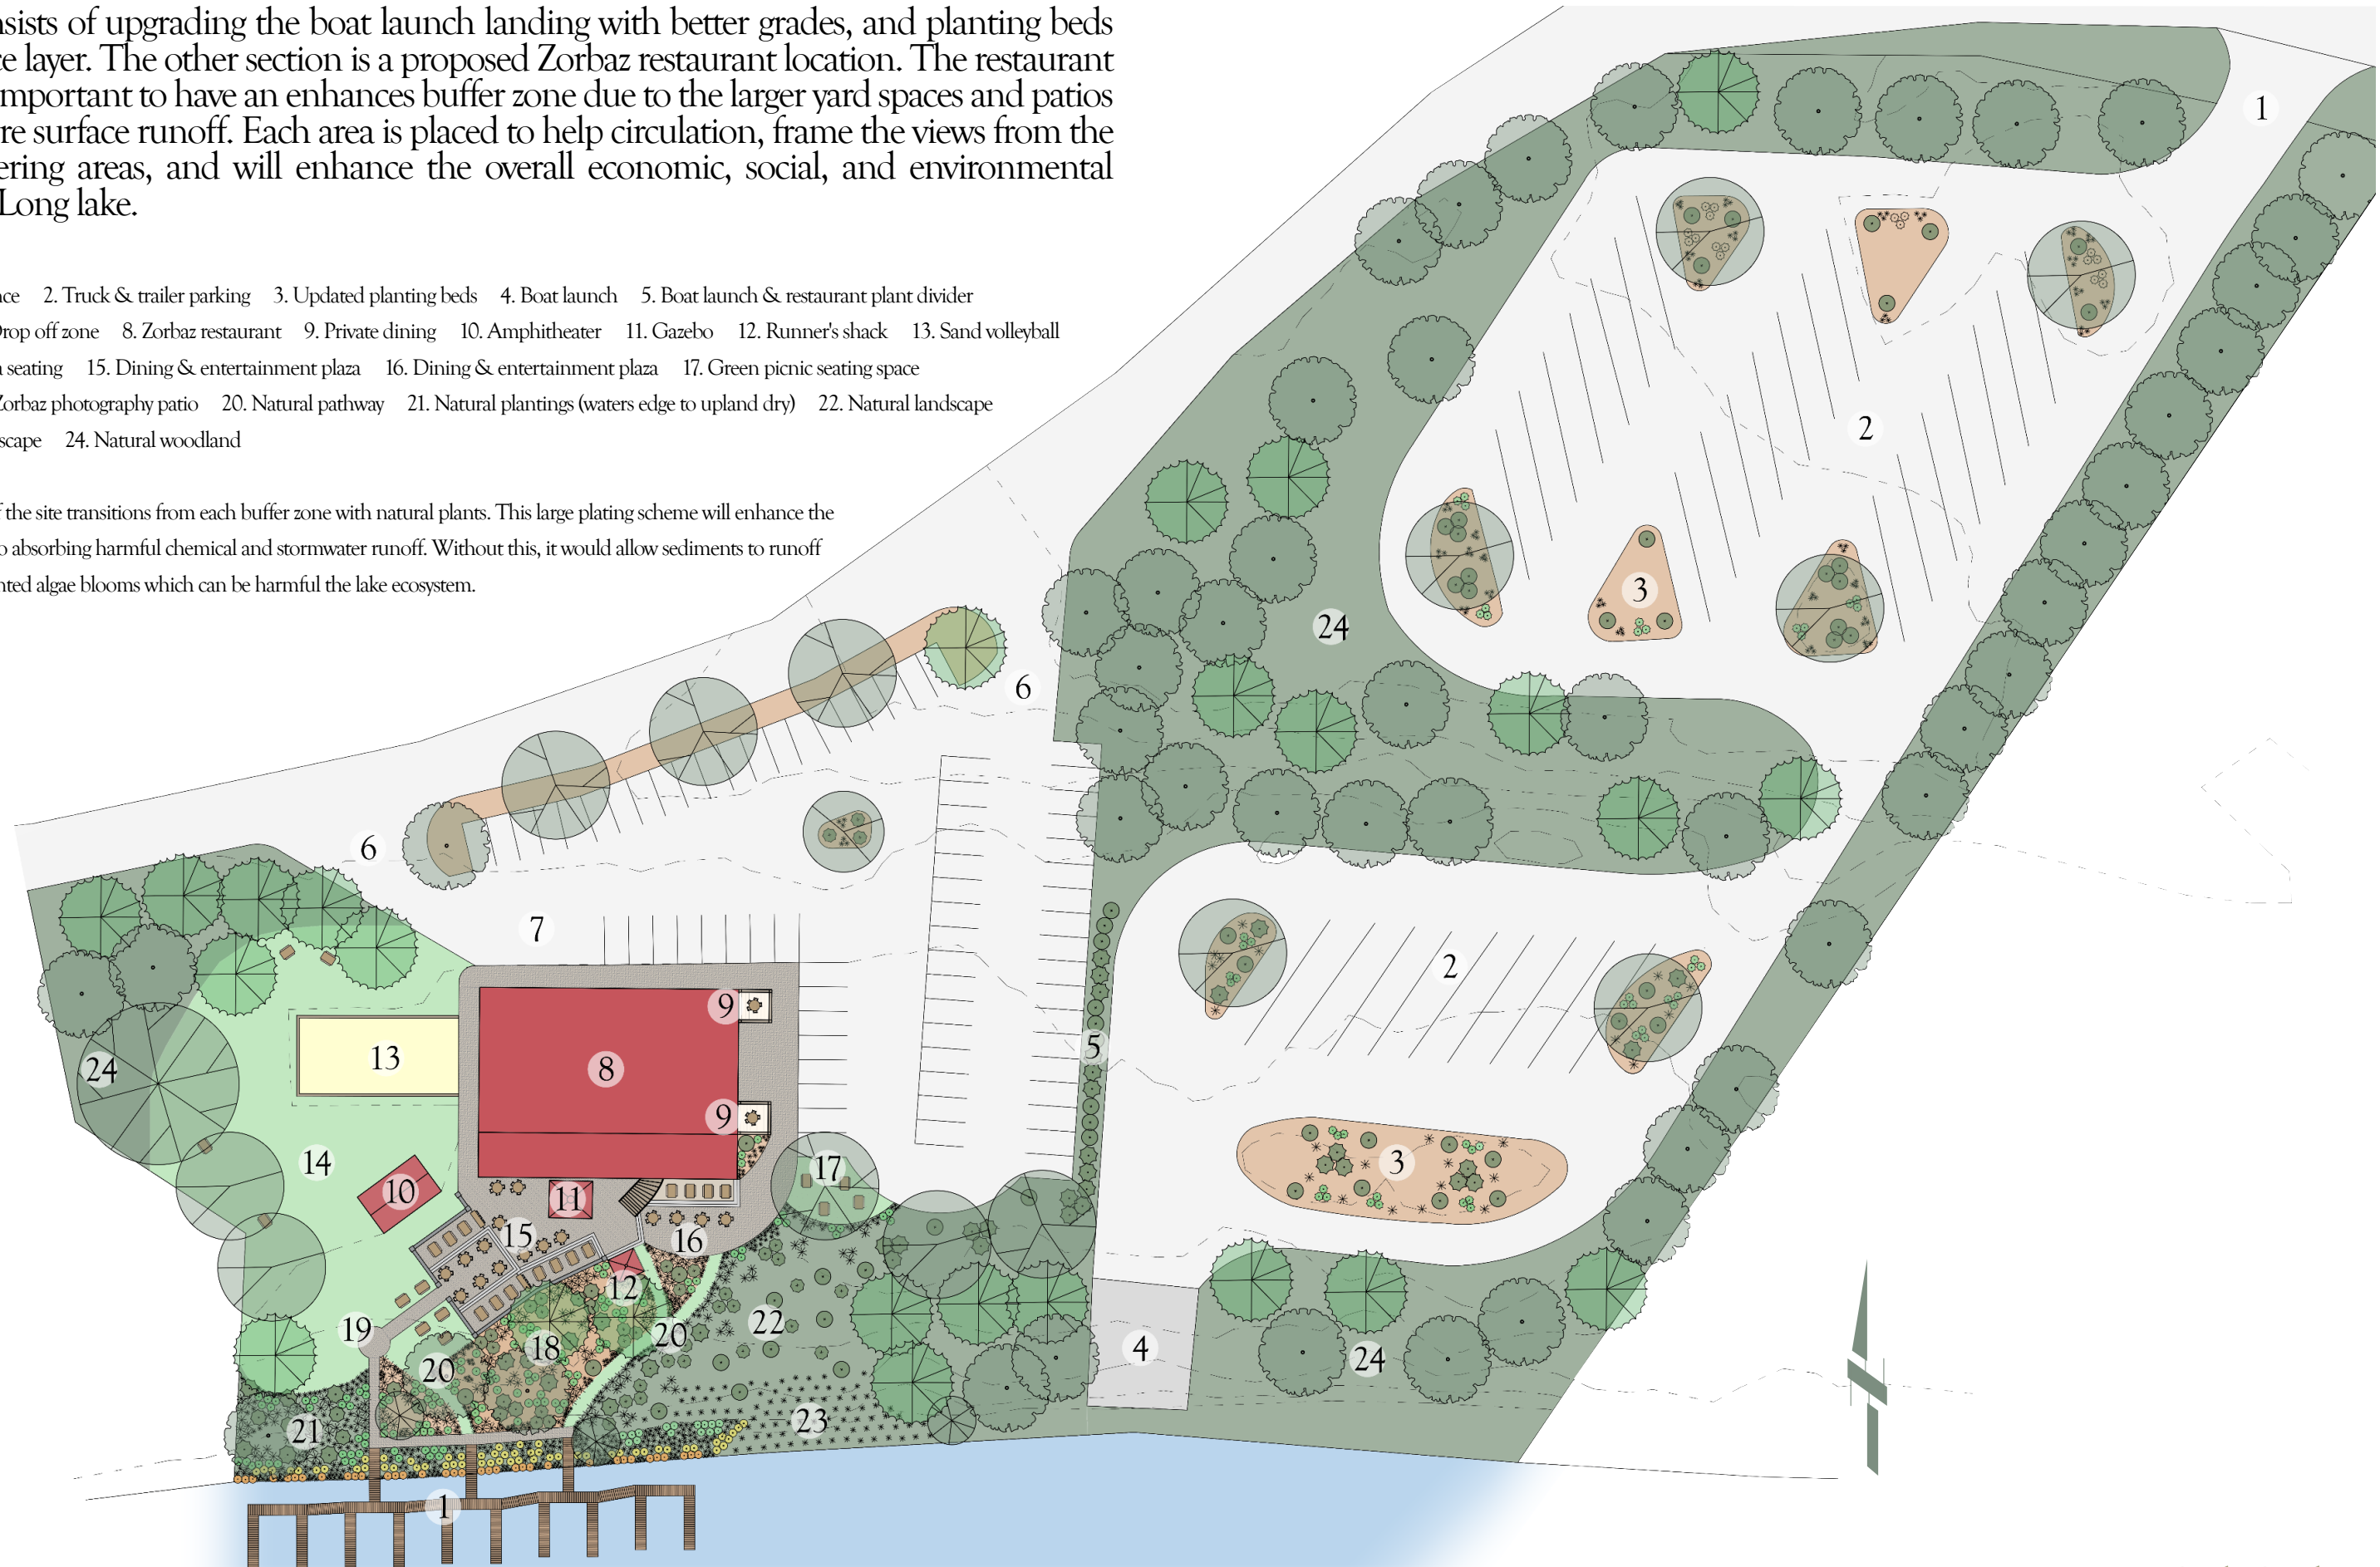 nsists of upgrading the boat launch landing with better grades, and planting beds
ce layer. The other section is a proposed Zorbaz restaurant location. The restaurant
mportant to have an enhances buffer zone due to the larger yard spaces and patios
re surface runoff. Each area is placed to help circulation, frame the views from the
ering areas, and will enhance the overall economic, social, and environmental
Long lake.
nce 2. Truck & trailer parking 3. Updated planting beds 4. Boat launch 5. Boat launch & restaurant plant divider
Drop off zone 8. Zorbaz restaurant 9. Private dining 10. Amphitheater 11. Gazebo 12. Runner's shack 13. Sand volleyball
n seating 15. Dining & entertainment plaza 16. Dining & entertainment plaza 17. Green picnic seating space
Zorbaz photography patio 20. Natural pathway 21. Natural plantings (waters edge to upland dry) 22. Natural landscape
scape 24. Natural woodland
f the site transitions from each buffer zone with natural plants. This large plating scheme will enhance the
o absorbing harmful chemical and stormwater runoff. Without this, it would allow sediments to runoff
nted algae blooms which can be harmful the lake ecosystem.
1
2
3
24
6
6
7
2
9
5
13
8
24
9
14
3
17
10
11
15
16
12
22
19
20
18
4
24
20
23
21
1